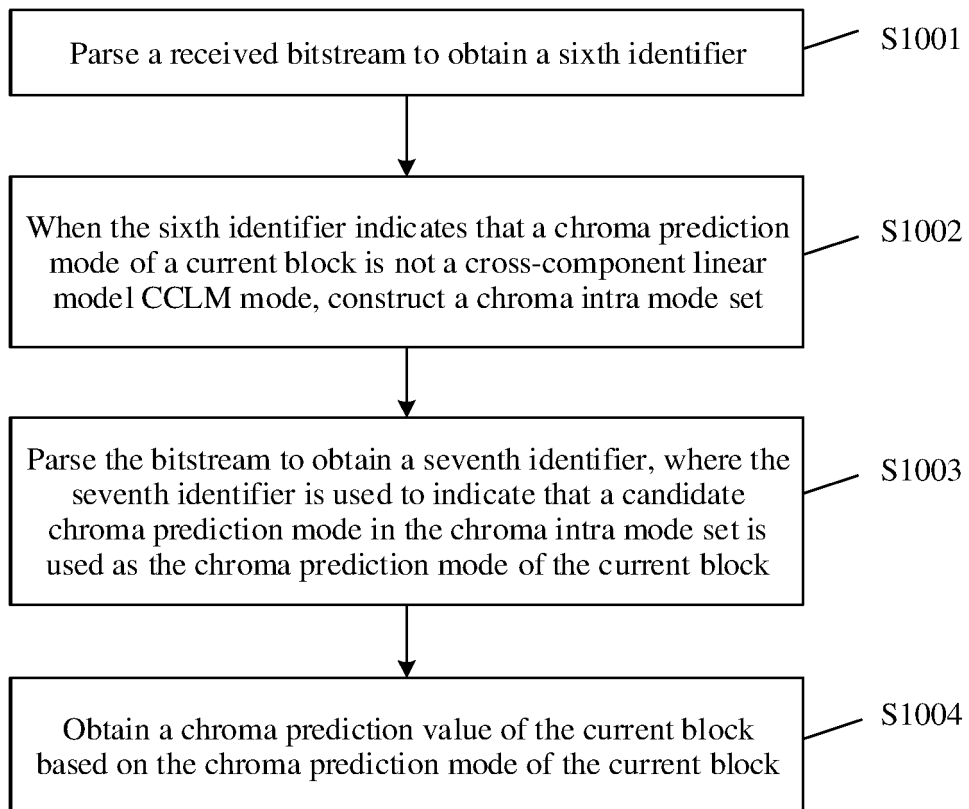 Parse a received bitstream to obtain a sixth identifier
S1001
When the sixth identifier indicates that a chroma prediction
mode of a current block is not a cross-component linear
model CCLM mode, construct a chroma intra mode set
S1002
Parse the bitstream to obtain a seventh identifier, where the
seventh identifier is used to indicate that a candidate
chroma prediction mode in the chroma intra mode set is
used as the chroma prediction mode of the current block
S1003
Obtain a chroma prediction value of the current block
based on the chroma prediction mode of the current block
S1004